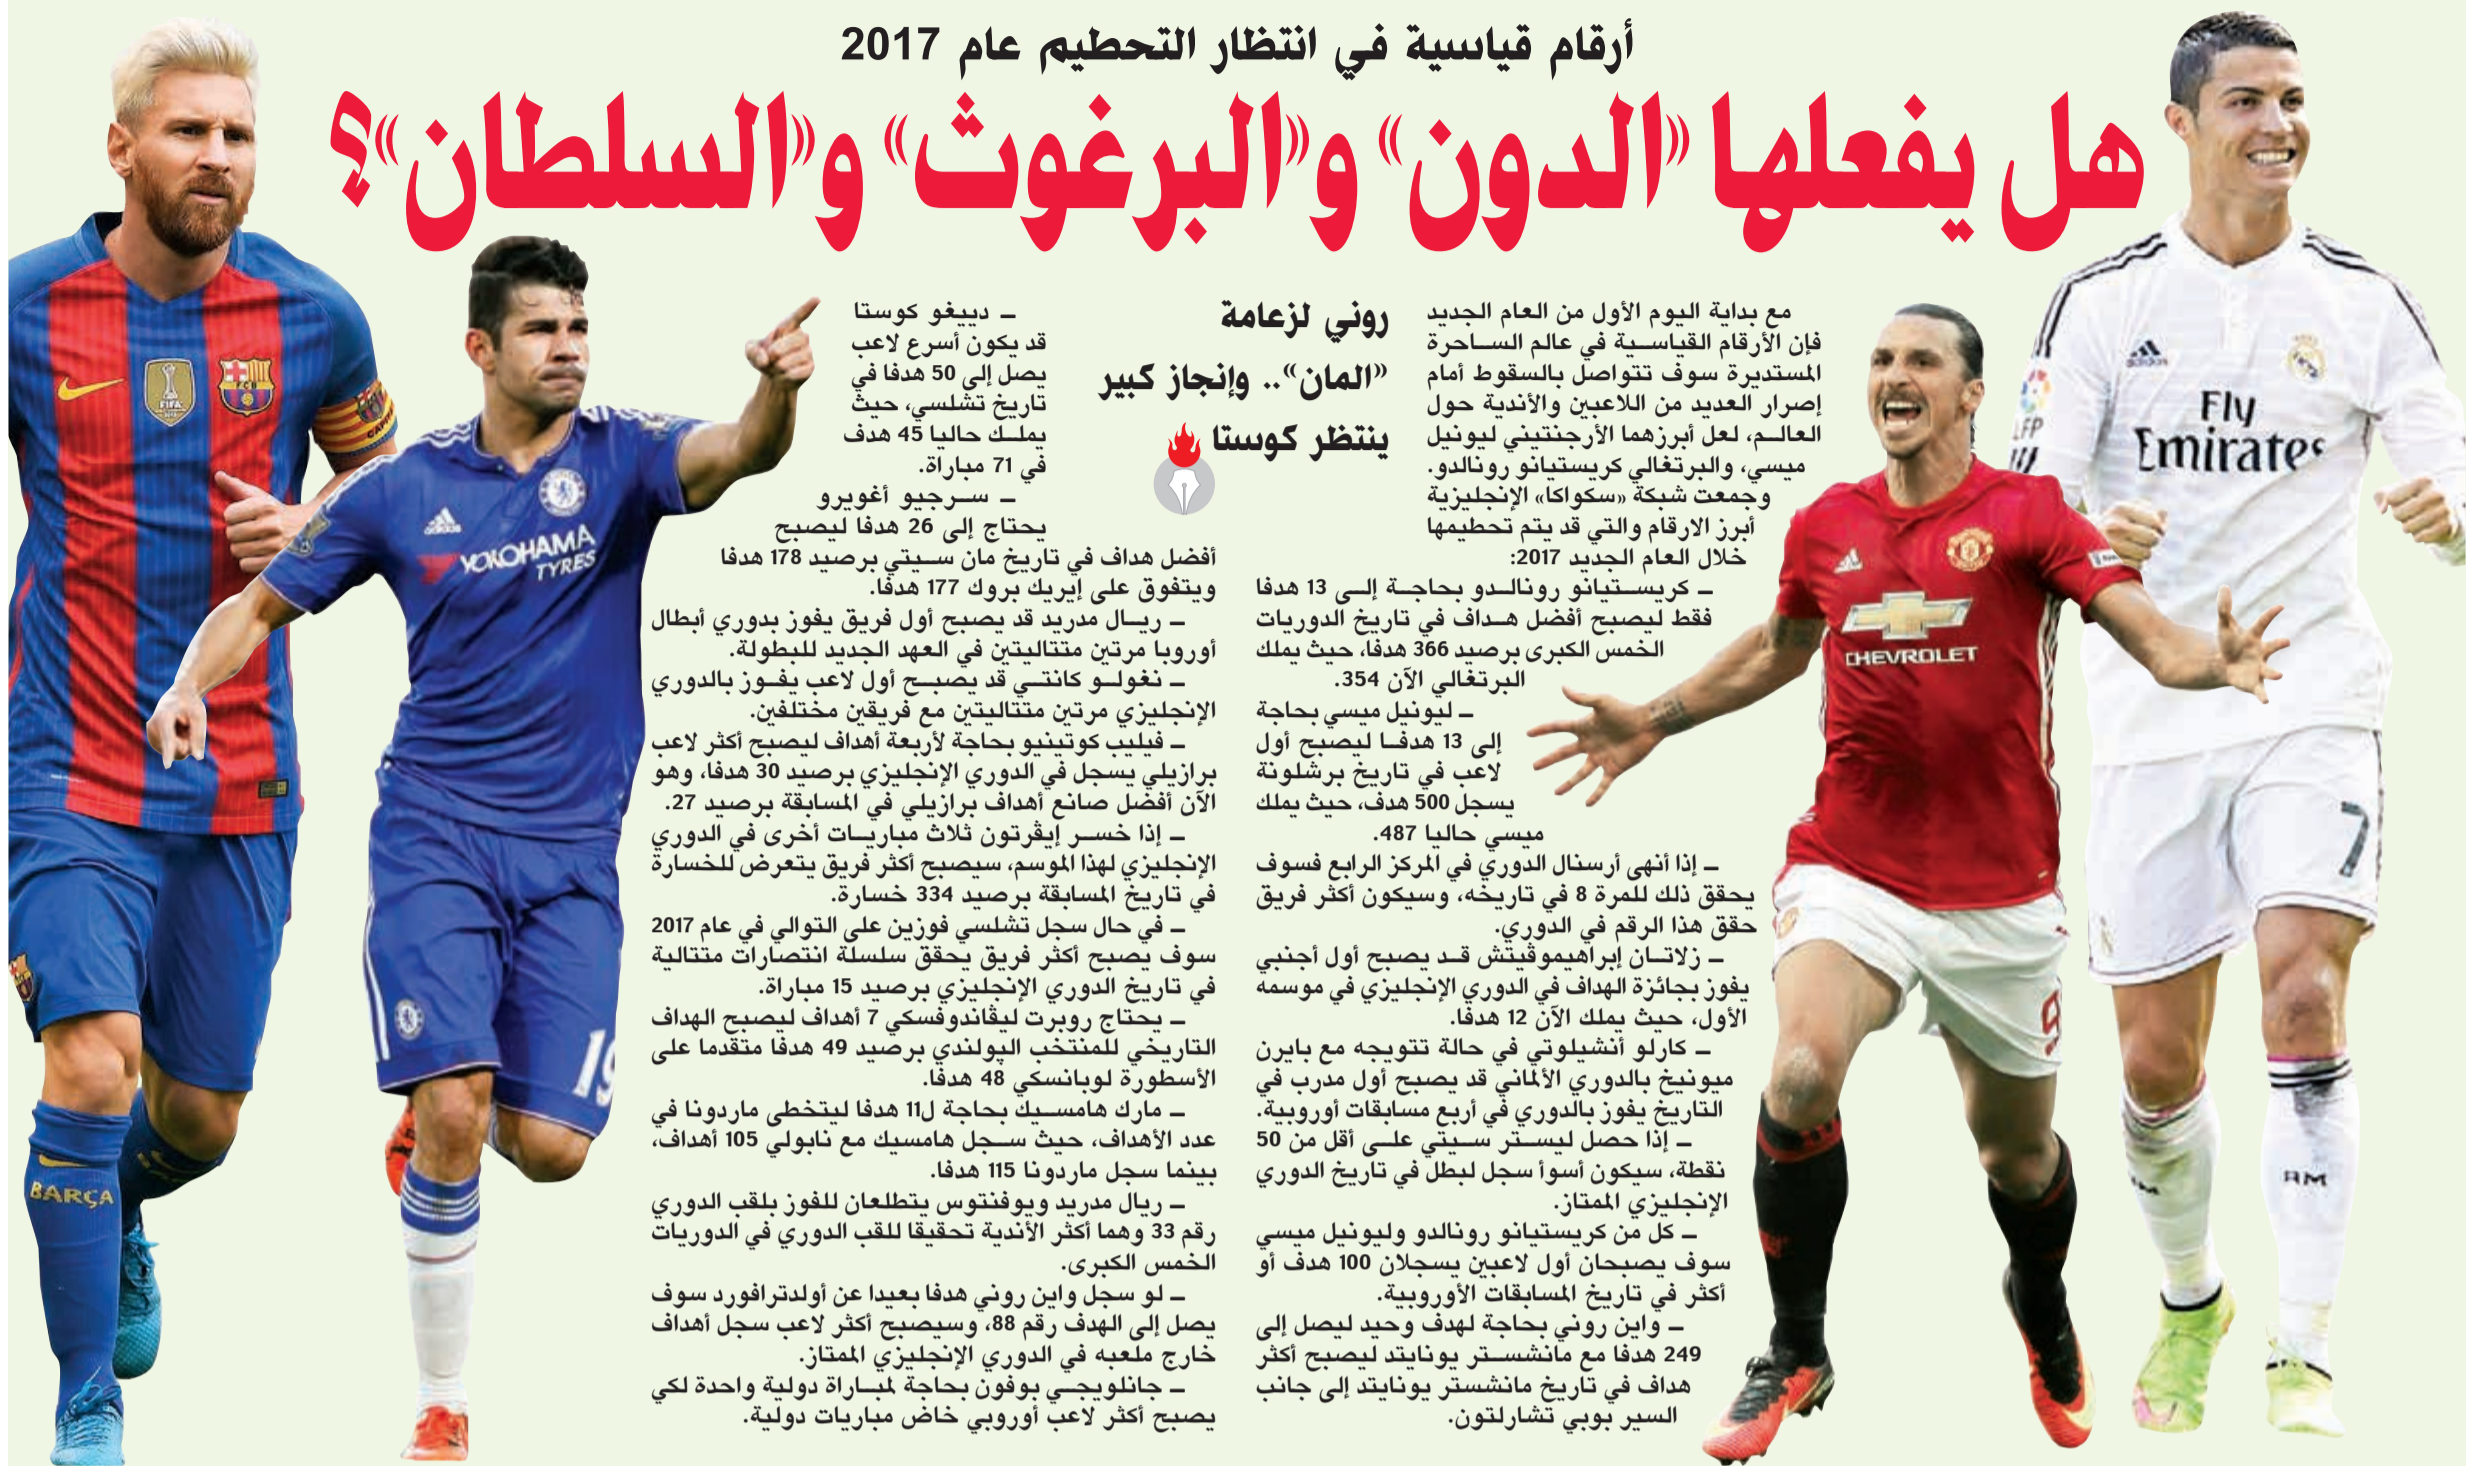 أرقام قياسية في انتظار التحطيم عام 2017
هل يفعلها «الدون» و«البرغوث» و«السلطان»؟
روني لزعامة
«المان».. وإنجاز كبير
ينتظر كوستا
مع بداية اليوم الأول من العام الجديد
فإن الأرقام القياسية في عالم الساحرة
المستديرة سوف تتواصل بالسقوط أمام
إصرار العديد من اللاعبين والأندية حول
العالم، لعل أبرزهما الأرجنتيني ليونيل
ميسي، والبرتغالي كريستيانو رونالدو.
وجمعت شبكة «سكواكا» الإنجليزية
أبرز الارقام والتي قد يتم تحطيمها
خلال العام الجديد 2017:
ـ كريستيانو رونالدو بحاجة إلى 13 هدفا
فقط ليصبح أفضل هداف في تاريخ الدوريات
الخمس الكبرى برصيد 366 هدفا، حيث يملك
البرتغالي الآن 354.
ـ ليونيل ميسي بحاجة
إلى 13 هدفا ليصبح أول
لاعب في تاريخ برشلونة
يسجل 500 هدف، حيث يملك
ميسي حاليا 487.
ـ إذا أنهى أرسنال الدوري في المركز الرابع فسوف
يحقق ذلك للمرة 8 في تاريخه، وسيكون أكثر فريق
حقق هذا الرقم في الدوري.
ـ زلاتان إبراهيموڤيتش قد يصبح أول أجنبي
يفوز بجائزة الهداف في الدوري الإنجليزي في موسمه
الأول، حيث يملك الآن 12 هدفا.
ـ كارلو أنشيلوتي في حالة تتويجه مع بايرن
ميونيخ بالدوري الألماني قد يصبح أول مدرب في
التاريخ يفوز بالدوري في أربع مسابقات أوروبية.
ـ إذا حصل ليستر سيتي على أقل من 50
نقطة، سيكون أسوأ سجل لبطل في تاريخ الدوري
الإنجليزي الممتاز.
ـ كل من كريستيانو رونالدو وليونيل ميسي
سوف يصبحان أول لاعبين يسجلان 100 هدف أو
أكثر في تاريخ المسابقات الأوروبية.
ـ واين روني بحاجة لهدف وحيد ليصل إلى
249 هدفا مع مانشستر يونايتد ليصبح أكثر
هداف في تاريخ مانشستر يونايتد إلى جانب
السير بوبي تشارلتون.
ـ دييغو كوستا
قد يكون أسرع لاعب
يصل إلى 50 هدفا في
تاريخ تشلسي، حيث
يملك حاليا 45 هدف
في 71 مباراة.
ـ سرجيو أغويرو
يحتاج إلى 26 هدفا ليصبح
أفضل هداف في تاريخ مان سيتي برصيد 178 هدفا
ويتفوق على إيريك بروك 177 هدفا.
ـ ريال مدريد قد يصبح أول فريق يفوز بدوري أبطال
أوروبا مرتين متتاليتين في العهد الجديد للبطولة.
ـ نغولو كانتي قد يصبح أول لاعب يفوز بالدوري
الإنجليزي مرتين متتاليتين مع فريقين مختلفين.
ـ فيليب كوتينيو بحاجة لأربعة أهداف ليصبح أكثر لاعب
برازيلي يسجل في الدوري الإنجليزي برصيد 30 هدفا، وهو
الآن أفضل صانع أهداف برازيلي في المسابقة برصيد 27.
ـ إذا خسر إيڤرتون ثلاث مباريات أخرى في الدوري
الإنجليزي لهذا الموسم، سيصبح أكثر فريق يتعرض للخسارة
في تاريخ المسابقة برصيد 334 خسارة.
ـ في حال سجل تشلسي فوزين على التوالي في عام 2017
سوف يصبح أكثر فريق يحقق سلسلة انتصارات متتالية
في تاريخ الدوري الإنجليزي برصيد 15 مباراة.
ـ يحتاج روبرت ليڤاندوفسكي 7 أهداف ليصبح الهداف
التاريخي للمنتخب الپولندي برصيد 49 هدفا متقدما على
الأسطورة لوبانسكي 48 هدفا.
ـ مارك هامسيك بحاجة ل11 هدفا ليتخطى ماردونا في
عدد الأهداف، حيث سجل هامسيك مع نابولي 105 أهداف،
بينما سجل ماردونا 115 هدفا.
ـ ريال مدريد ويوفنتوس يتطلعان للفوز بلقب الدوري
رقم 33 وهما أكثر الأندية تحقيقا للقب الدوري في الدوريات
الخمس الكبرى.
ـ لو سجل واين روني هدفا بعيدا عن أولدترافورد سوف
يصل إلى الهدف رقم 88، وسيصبح أكثر لاعب سجل أهداف
خارج ملعبه في الدوري الإنجليزي الممتاز.
ـ جانلويجي بوفون بحاجة لمباراة دولية واحدة لكي
يصبح أكثر لاعب أوروبي خاض مباريات دولية.
adidas
Fly
Emirates
LFP
7
RM
CHEVROLET
9
adidas
YOKOHAMA
TYRES
19
FIFA
FCB
BARÇA